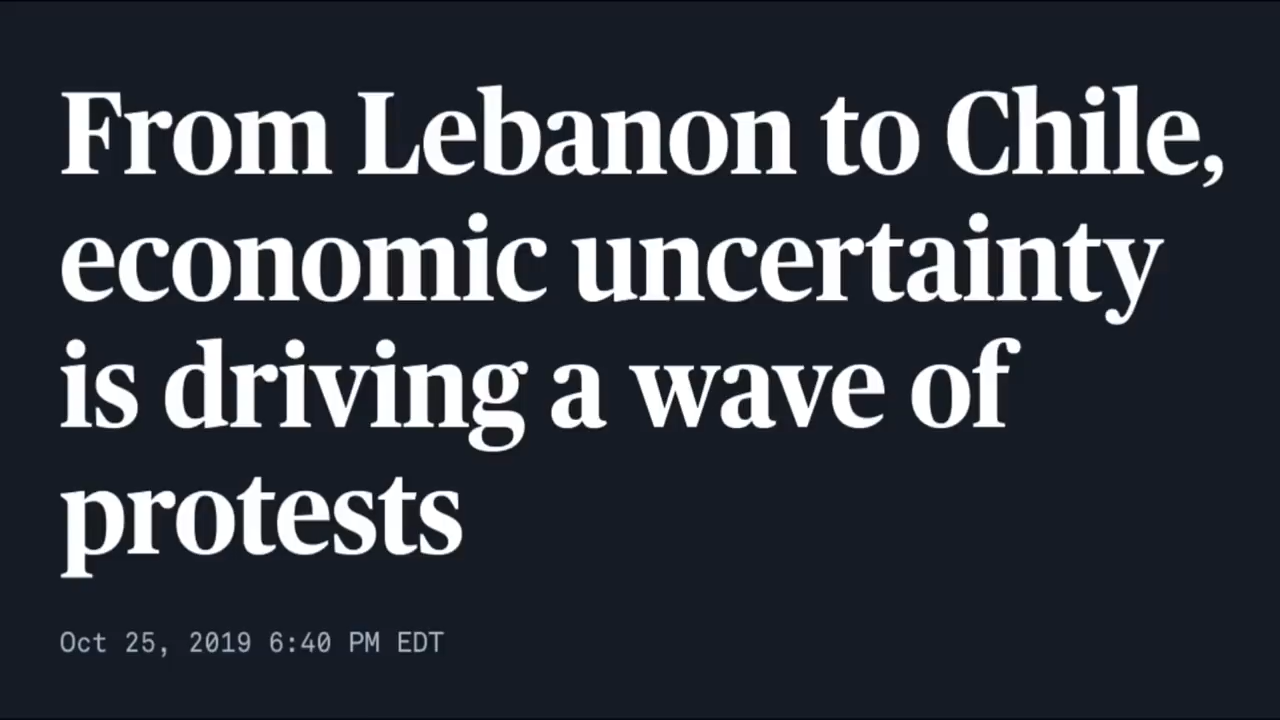 From Lebanon to Chile,
economic uncertainty
is driving a wave of
protests
Oct 25, 2019 6:40 PM EDT